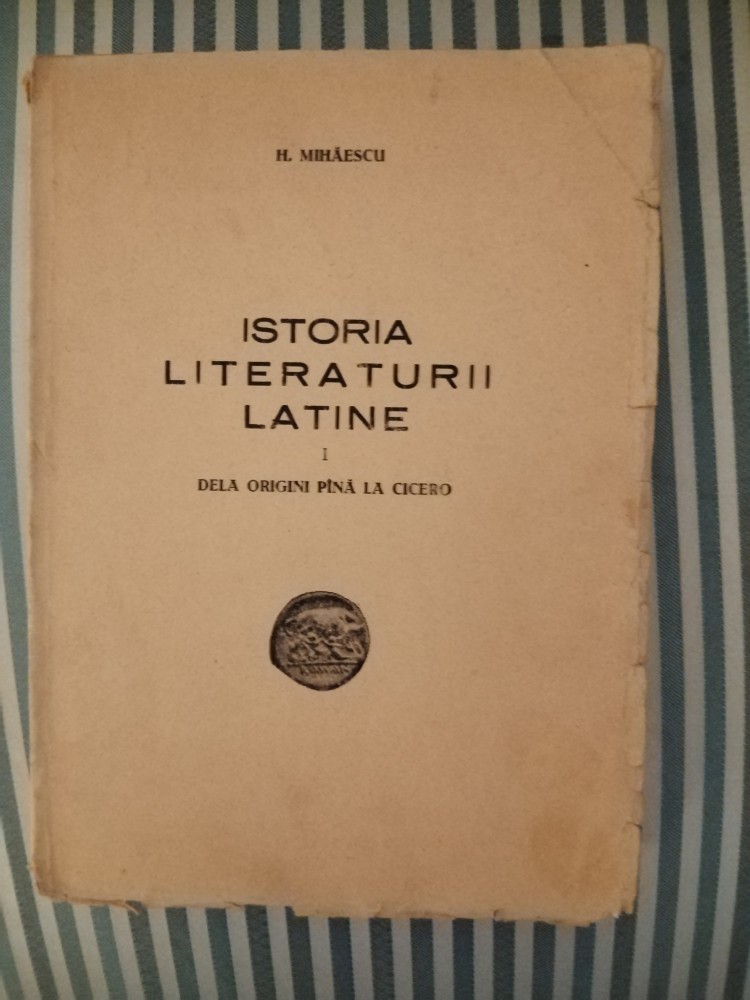 H. MIHĂESCU
ISTORIA
LITERATURII
LATINE
I
DELA ORIGINI PÎNĂ LA CICERO